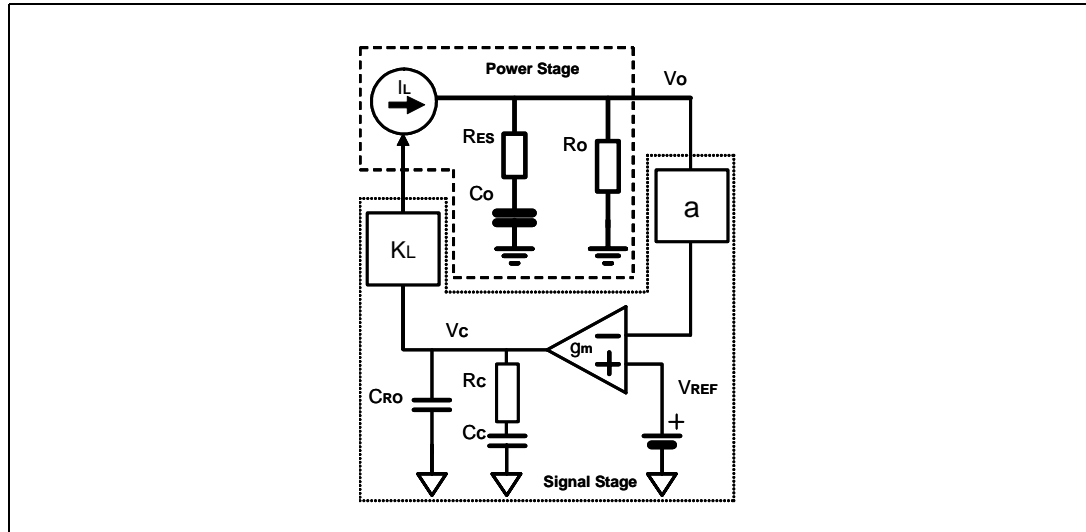 Power Stage
VO
IL
RES
RO
CO
a
KL
VC
gm
RC
CRO
VREF
CC
Signal Stage